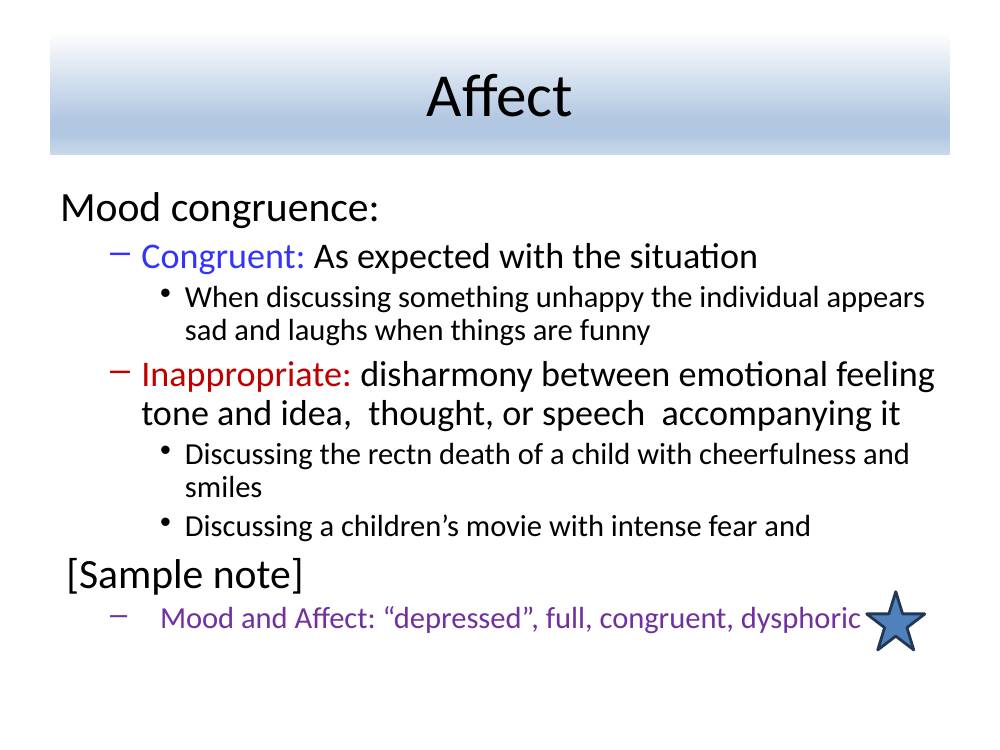 Affect
Mood congruence:
– Congruent: As expected with the situation
• When discussing something unhappy the individual appears
sad and laughs when things are funny
– Inappropriate: disharmony between emotional feeling
tone and idea,  thought, or speech  accompanying it
• Discussing the rectn death of a child with cheerfulness and
smiles
• Discussing a children’s movie with intense fear and
[Sample note]
– Mood and Affect: “depressed”, full, congruent, dysphoric